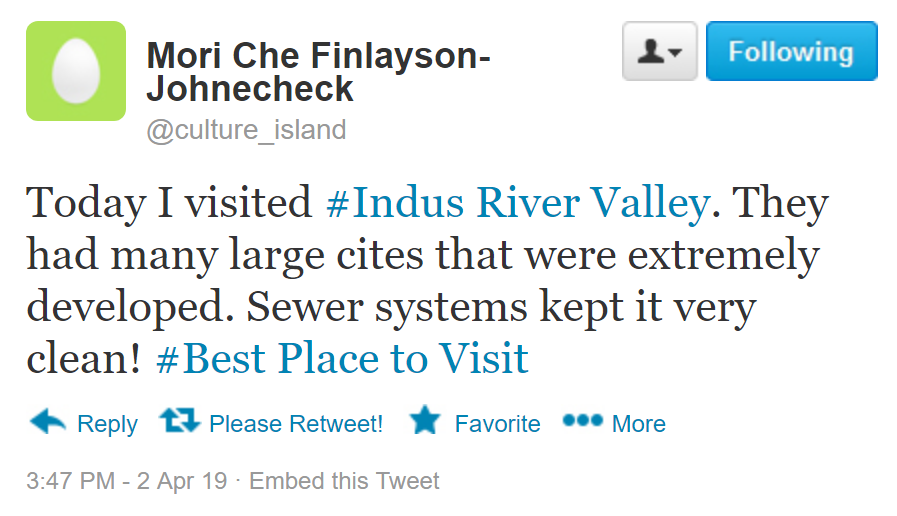 Mori Che Finlayson-
Johnecheck
Following
@culture_island
Today I visited #Indus River Valley. They
had many large cites that were extremely
developed. Sewer systems kept it very
clean! #Best Place to Visit
Reply Please Retweet! Favorite ••• More
3:47 PM - 2 Apr 19 · Embed this Tweet